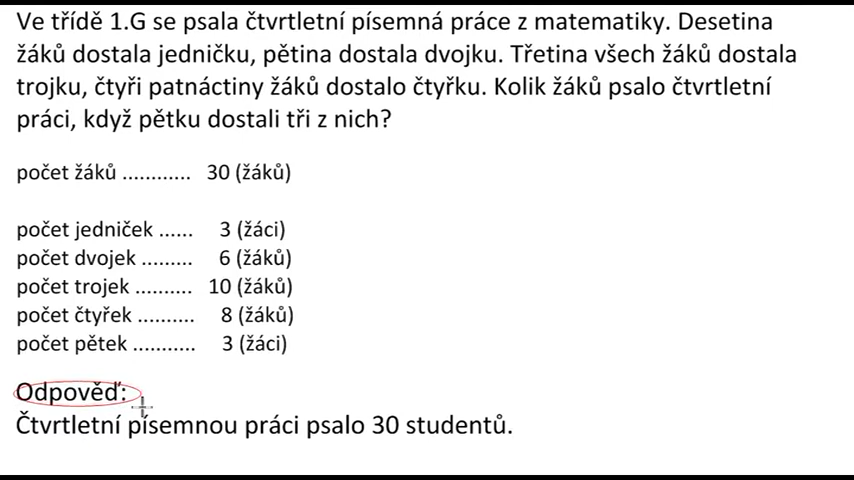 Ve třídě 1.G se psala čtvrtletní písemná práce z matematiky. Desetina
žáků dostala jedničku, pětina dostala dvojku. Třetina všech žáků dostala
trojku, čtyři patnáctiny žáků dostalo čtyřku. Kolik žáků psalo čtvrtletní
práci, když pětku dostali tři z nich?
počet žáků ............ 30 (žáků)
počet jedniček ...... 3 (žáci)
počet dvojek ......... 6 (žáků)
počet trojek .......... 10 (žáků)
počet čtyřek .......... 8 (žáků)
počet pětek ........... 3 (žáci)
Odpověď:
Čtvrtletní písemnou práci psalo 30 studentů.